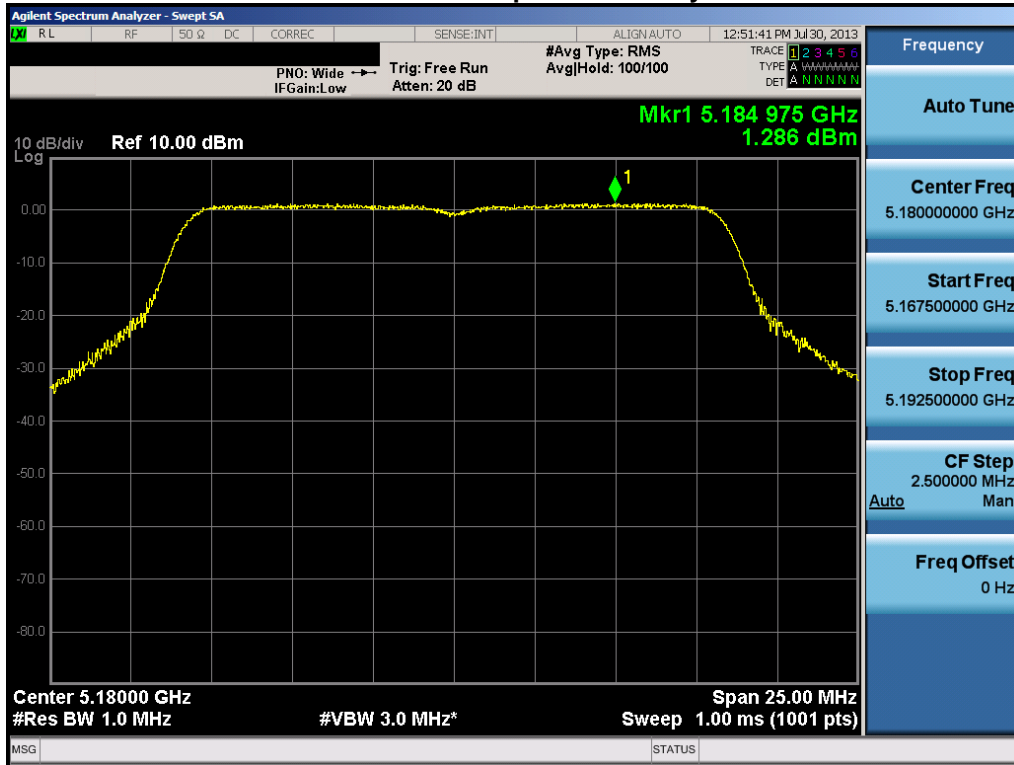 Agilent Spectrum Analyzer - Swept SA
LXI RL RF 50 Ω DC CORREC SENSE:INT ALIGN AUTO 12:51:41 PM Jul 30, 2013
PNO: Wide
IFGain:Low
Trig: Free Run
Atten: 20 dB
#Avg Type: RMS
Avg|Hold: 100/100
TRACE 1 2 3 4 5 6
TYPE A WWWWW
DET A N N N N N
Mkr1 5.184 975 GHz
1.286 dBm
10 dB/div Ref 10.00 dBm
Log
1
0.00
-10.0
-20.0
-30.0
-40.0
-50.0
-60.0
-70.0
-80.0
Center 5.18000 GHz Span 25.00 MHz
#Res BW 1.0 MHz #VBW 3.0 MHz* Sweep 1.00 ms (1001 pts)
MSG STATUS
Frequency
Auto Tune
Center Freq
5.180000000 GHz
Start Freq
5.167500000 GHz
Stop Freq
5.192500000 GHz
CF Step
2.500000 MHz
Auto Man
Freq Offset
0 Hz